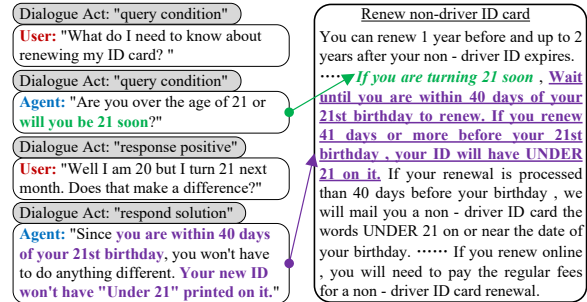 Dialogue Act: "query condition"
User: "What do I need to know about
renewing my ID card? "
Dialogue Act: "query condition"
Agent: "Are you over the age of 21 or
will you be 21 soon?"
Dialogue Act: "response positive"
User: "Well I am 20 but I turn 21 next
month. Does that make a difference?"
Dialogue Act: "respond solution"
Agent: "Since you are within 40 days
of your 21st birthday, you won't have
to do anything different. Your new ID
won't have "Under 21" printed on it."
Renew non-driver ID card
You can renew 1 year before and up to 2
years after your non - driver ID expires.
······ If you are turning 21 soon , Wait
until you are within 40 days of your
21st birthday to renew. If you renew
41 days or more before your 21st
birthday , your ID will have UNDER
21 on it. If your renewal is processed
than 40 days before your birthday , we
will mail you a non - driver ID card the
words UNDER 21 on or near the date of
your birthday. ······ If you renew online
, you will need to pay the regular fees
for a non - driver ID card renewal.